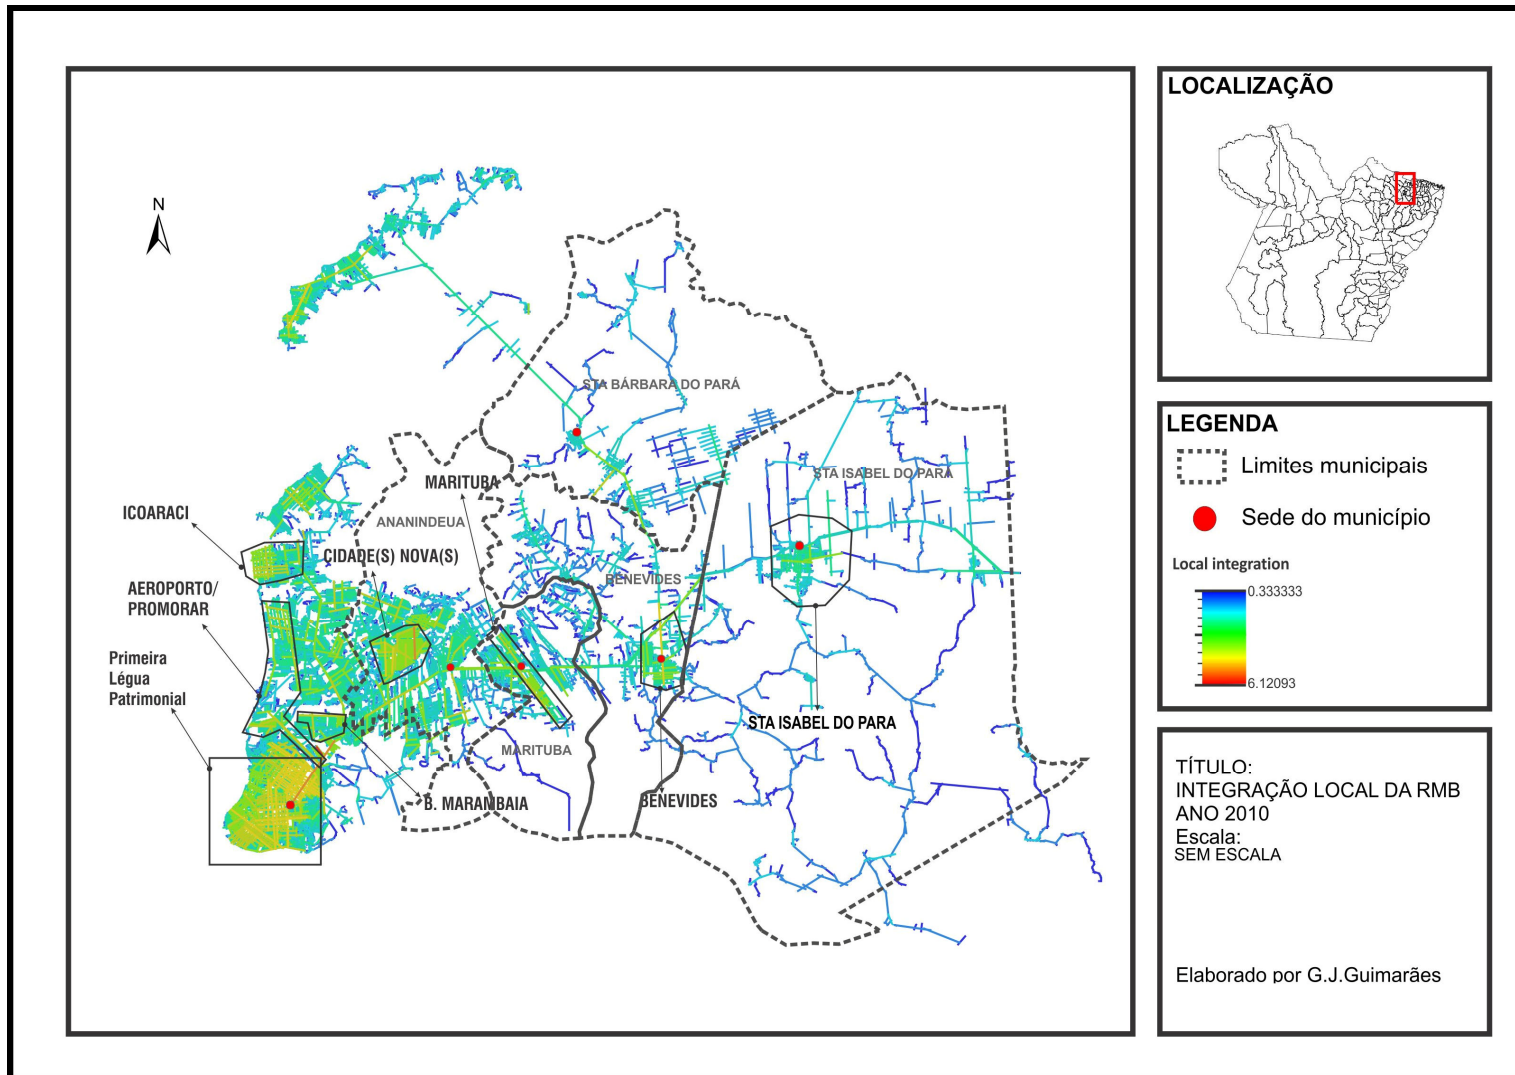 N
STA BÁRBARA DO PARÁ
STA ISABEL DO PARÁ
MARITUBA
ANANINDEUA
ICOARACI
CIDADE(S) NOVA(S)
AEROPORTO/
PROMORAR
BENEVIDES
Primeira
Légua
Patrimonial
STA ISABEL DO PARA
MARITUBA
B. MARAMBAIA
BENEVIDES
LOCALIZAÇÃO
LEGENDA
Limites municipais
Sede do município
Local integration
0.333333
6.12093
TÍTULO:
INTEGRAÇÃO LOCAL DA RMB
ANO 2010
Escala:
SEM ESCALA
Elaborado por G.J.Guimarães